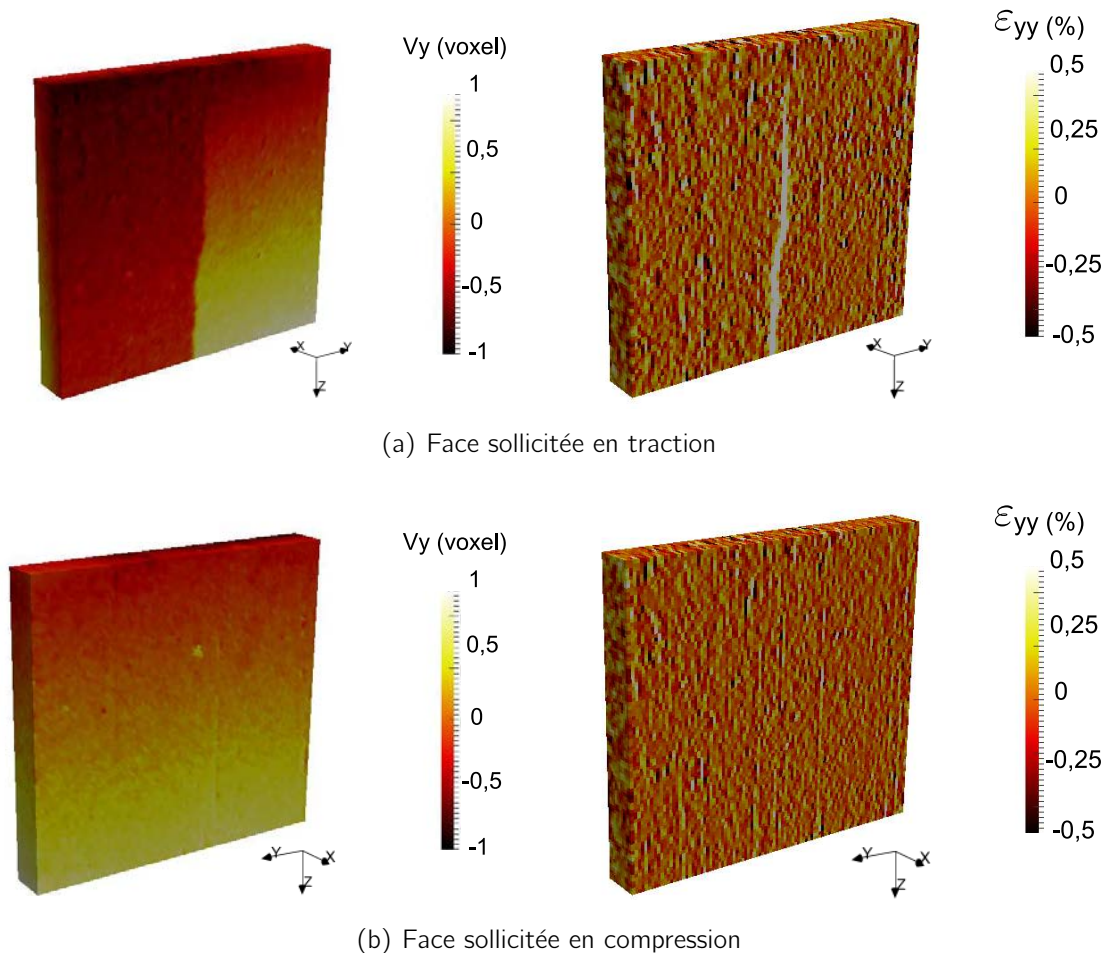 Vy (voxel)
1
0,5
0
-0,5
-1
X
Y
Z
εyy (%)
0,5
0,25
0
-0,25
-0,5
X
Y
Z
(a) Face sollicitée en traction
Vy (voxel)
1
0,5
0
-0,5
-1
Y
X
Z
εyy (%)
0,5
0,25
0
-0,25
-0,5
Y
X
Z
(b) Face sollicitée en compression